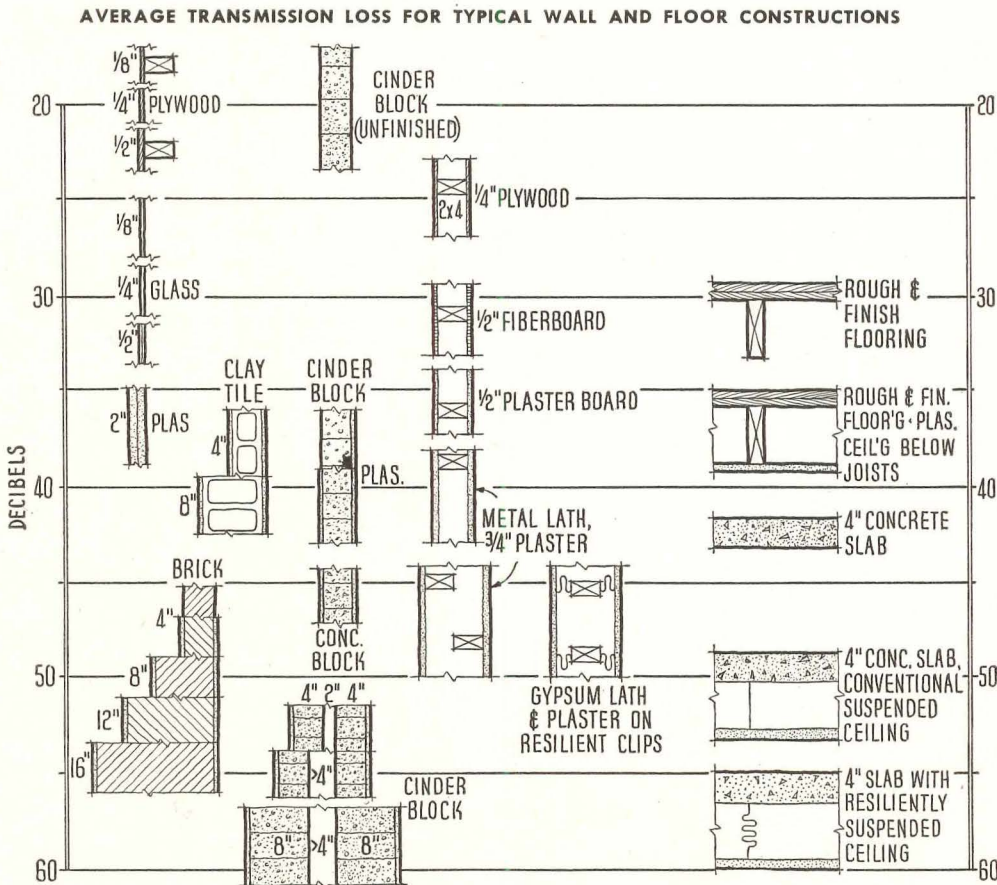 AVERAGE TRANSMISSION LOSS FOR TYPICAL WALL AND FLOOR CONSTRUCTIONS
DECIBELS
20
30
40
50
60
20
30
40
50
60
1/8"
1/4" PLYWOOD
1/2"
1/8"
1/4" GLASS
1/2"
2" PLAS
CLAY
TILE
4"
8"
BRICK
4"
8"
12"
16"
CINDER
BLOCK
(UNFINISHED)
CINDER
BLOCK
PLAS.
CONC.
BLOCK
4" 2" 4"
>4"
CINDER
BLOCK
8" >4" 8"
2x4
1/4" PLYWOOD
1/2" FIBERBOARD
1/2" PLASTER BOARD
METAL LATH,
3/4" PLASTER
GYPSUM LATH
& PLASTER ON
RESILIENT CLIPS
ROUGH &
FINISH
FLOORING
ROUGH & FIN.
FLOOR'G + PLAS.
CEIL'G BELOW
JOISTS
4" CONCRETE
SLAB
4" CONC. SLAB,
CONVENTIONAL
SUSPENDED
CEILING
4" SLAB WITH
RESILIENTLY
SUSPENDED
CEILING